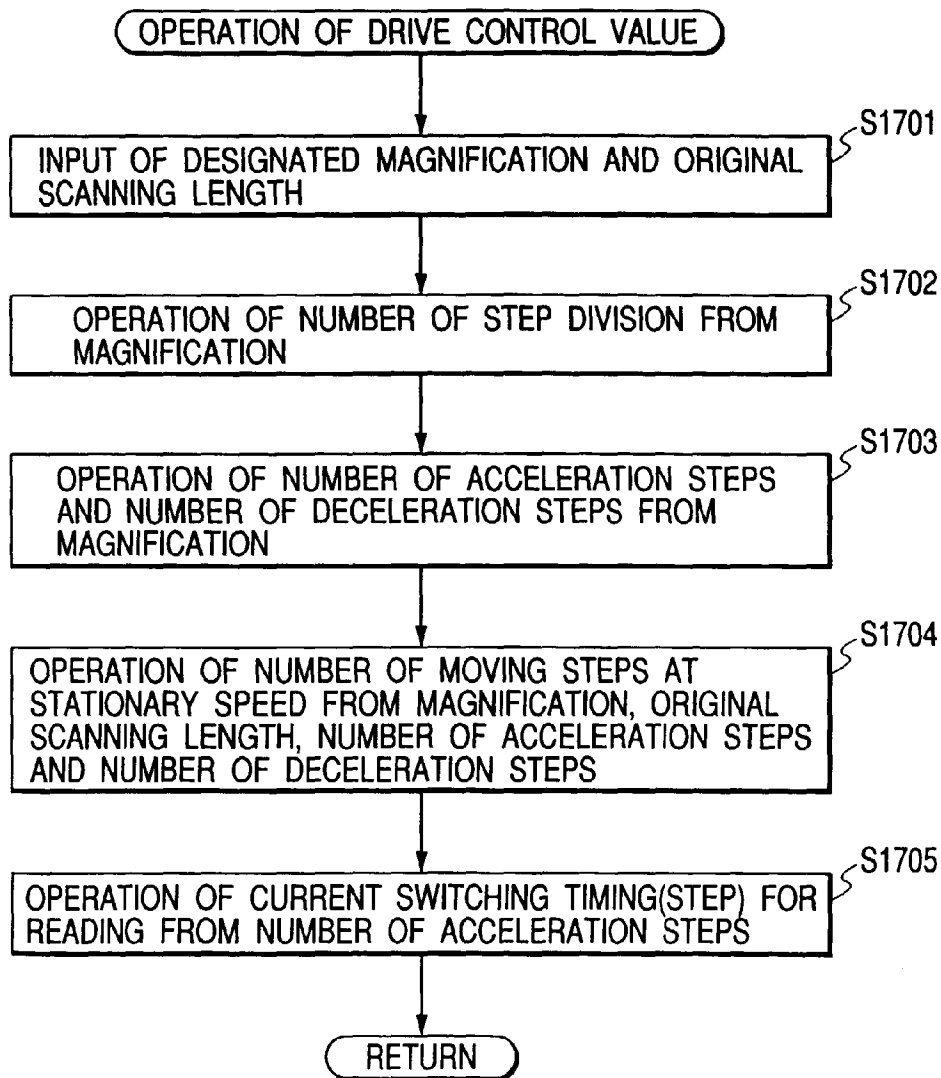 OPERATION OF DRIVE CONTROL VALUE
S1701
INPUT OF DESIGNATED MAGNIFICATION AND ORIGINAL
SCANNING LENGTH
S1702
OPERATION OF NUMBER OF STEP DIVISION FROM
MAGNIFICATION
S1703
OPERATION OF NUMBER OF ACCELERATION STEPS
AND NUMBER OF DECELERATION STEPS FROM
MAGNIFICATION
S1704
OPERATION OF NUMBER OF MOVING STEPS AT
STATIONARY SPEED FROM MAGNIFICATION, ORIGINAL
SCANNING LENGTH, NUMBER OF ACCELERATION STEPS
AND NUMBER OF DECELERATION STEPS
S1705
OPERATION OF CURRENT SWITCHING TIMING(STEP) FOR
READING FROM NUMBER OF ACCELERATION STEPS
RETURN